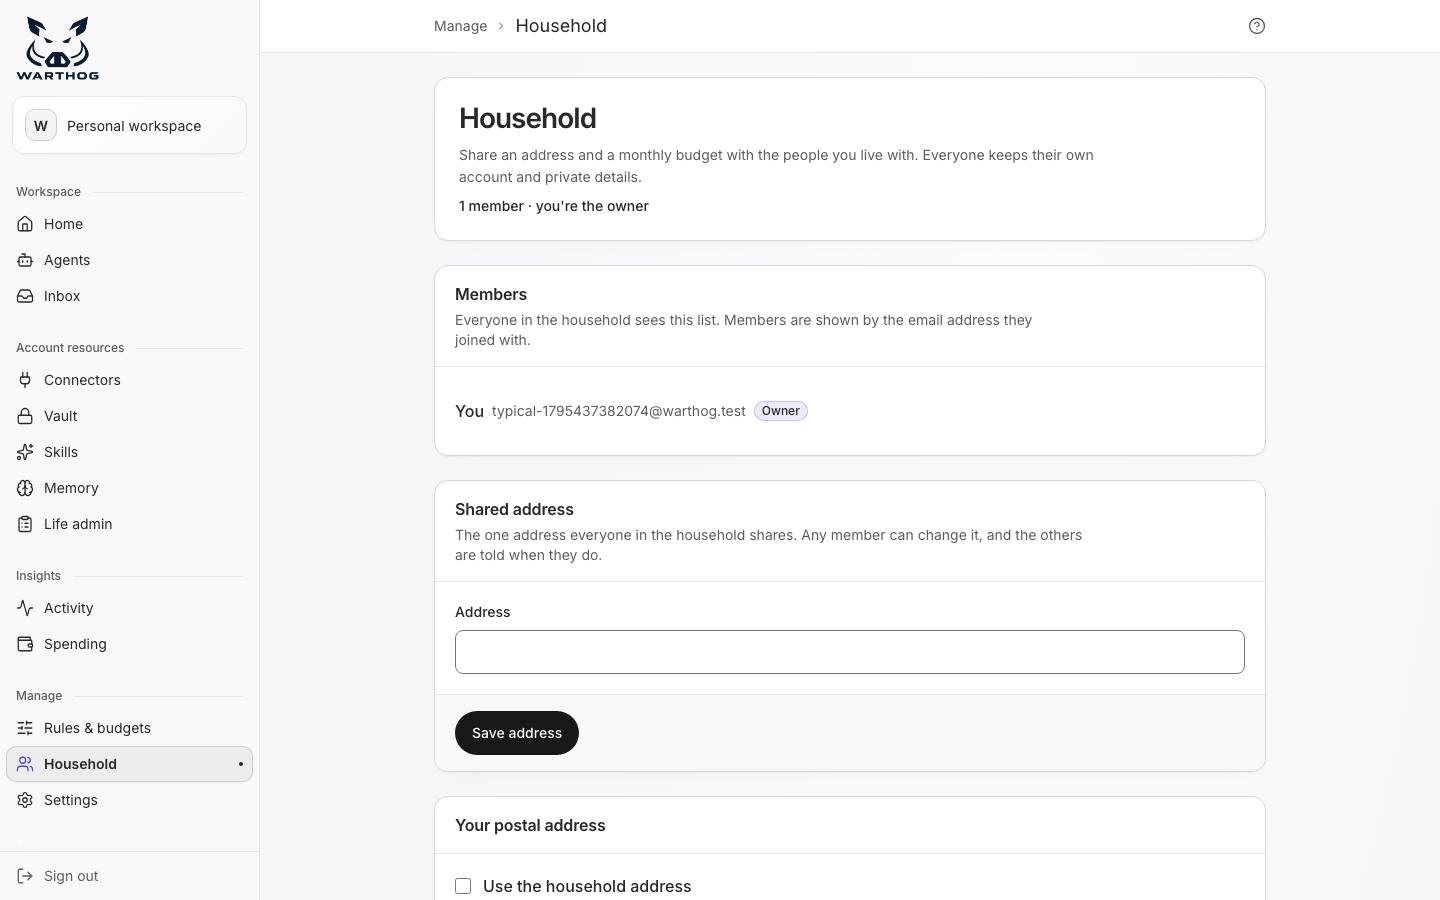 WARTHOG
W
Personal workspace
Workspace
Home
Agents
Inbox
Account resources
Connectors
Vault
Skills
Memory
Life admin
Insights
Activity
Spending
Manage
Rules & budgets
Household
Settings
Sign out
Manage
Household
Household
Share an address and a monthly budget with the people you live with. Everyone keeps their own
account and private details.
1 member · you're the owner
Members
Everyone in the household sees this list. Members are shown by the email address they
joined with.
You typical-1795437382074@warthog.test Owner
Shared address
The one address everyone in the household shares. Any member can change it, and the others
are told when they do.
Address
Save address
Your postal address
Use the household address